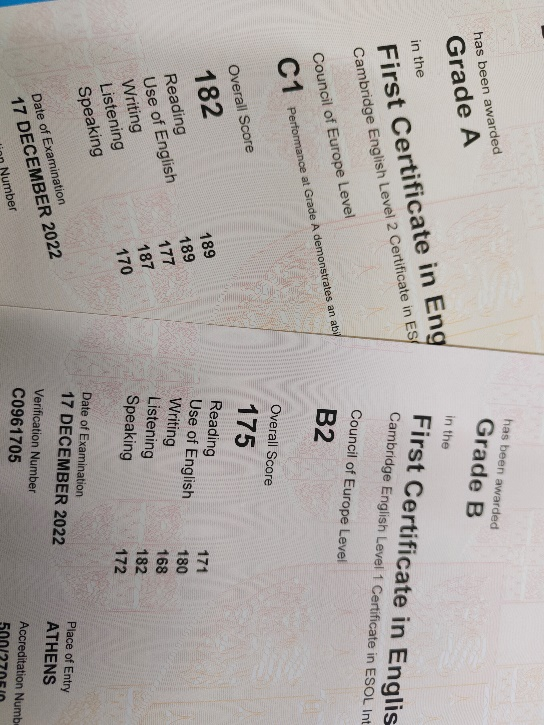 has been awarded
Grade A
in the
First Certificate in Eng
Cambridge English Level 2 Certificate in ES
Council of Europe Level
C1 Performance at Grade A demonstrates an abi
Overall Score
182
Reading 189
Use of English 189
Writing 177
Listening 187
Speaking 170
Date of Examination
17 DECEMBER 2022
Number
has been awarded
Grade B
in the
First Certificate in Englis
Cambridge English Level 1 Certificate in ESOL Int
Council of Europe Level
B2
Overall Score
175
Reading 171
Use of English 180
Writing 168
Listening 182
Speaking 172
Date of Examination
17 DECEMBER 2022
Place of Entry
ATHENS
Verification Number
C0961705
Accreditation Numb